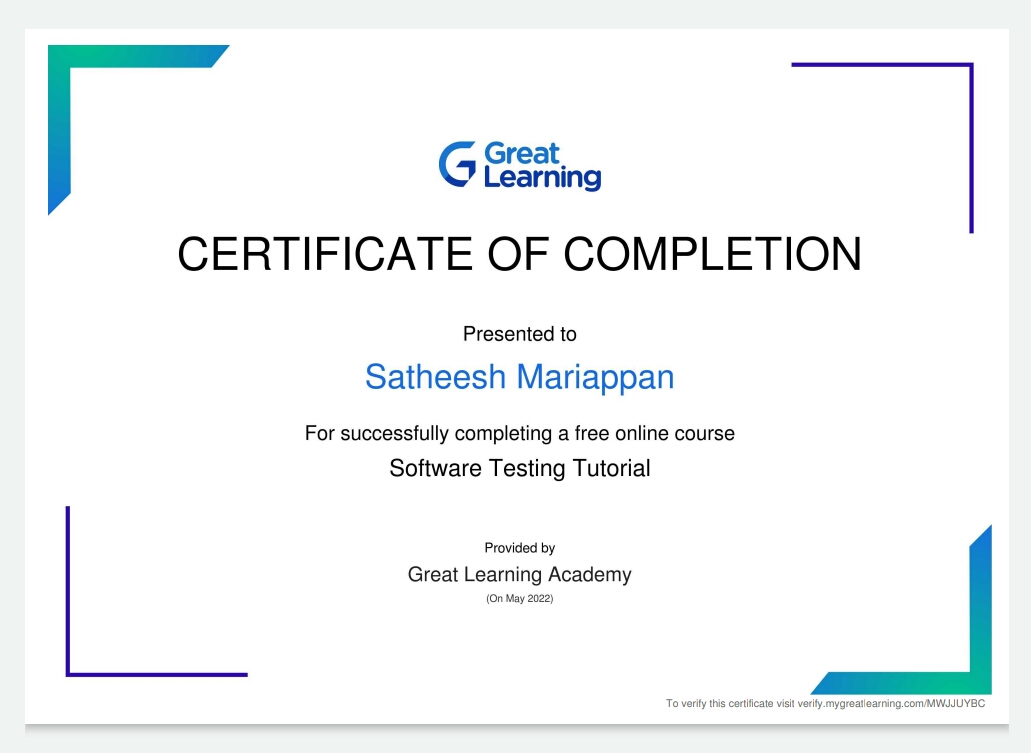 Great
Learning
CERTIFICATE OF COMPLETION
Presented to
Satheesh Mariappan
For successfully completing a free online course
Software Testing Tutorial
Provided by
Great Learning Academy
(On May 2022)
To verify this certificate visit verify.mygreatlearning.com/MWJJUYBC